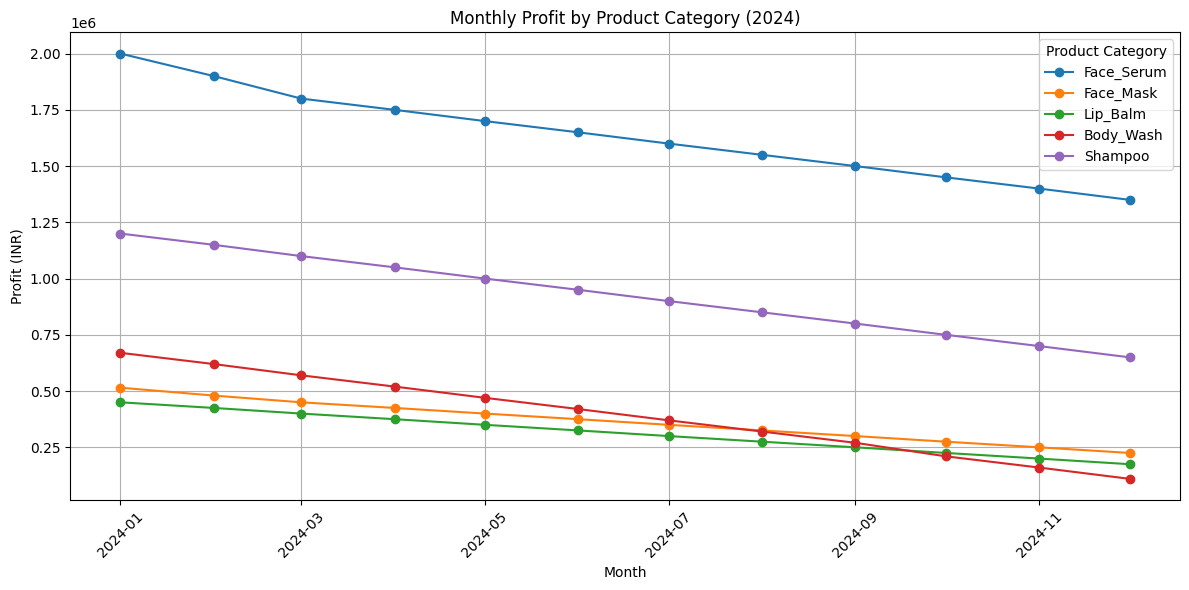 Monthly Profit by Product Category (2024)
1e6
Product Category
Face_Serum
Face_Mask
Lip_Balm
Body_Wash
Shampoo
Profit (INR)
2.00
1.75
1.50
1.25
1.00
0.75
0.50
0.25
2024-01
2024-03
2024-05
2024-07
2024-09
2024-11
Month